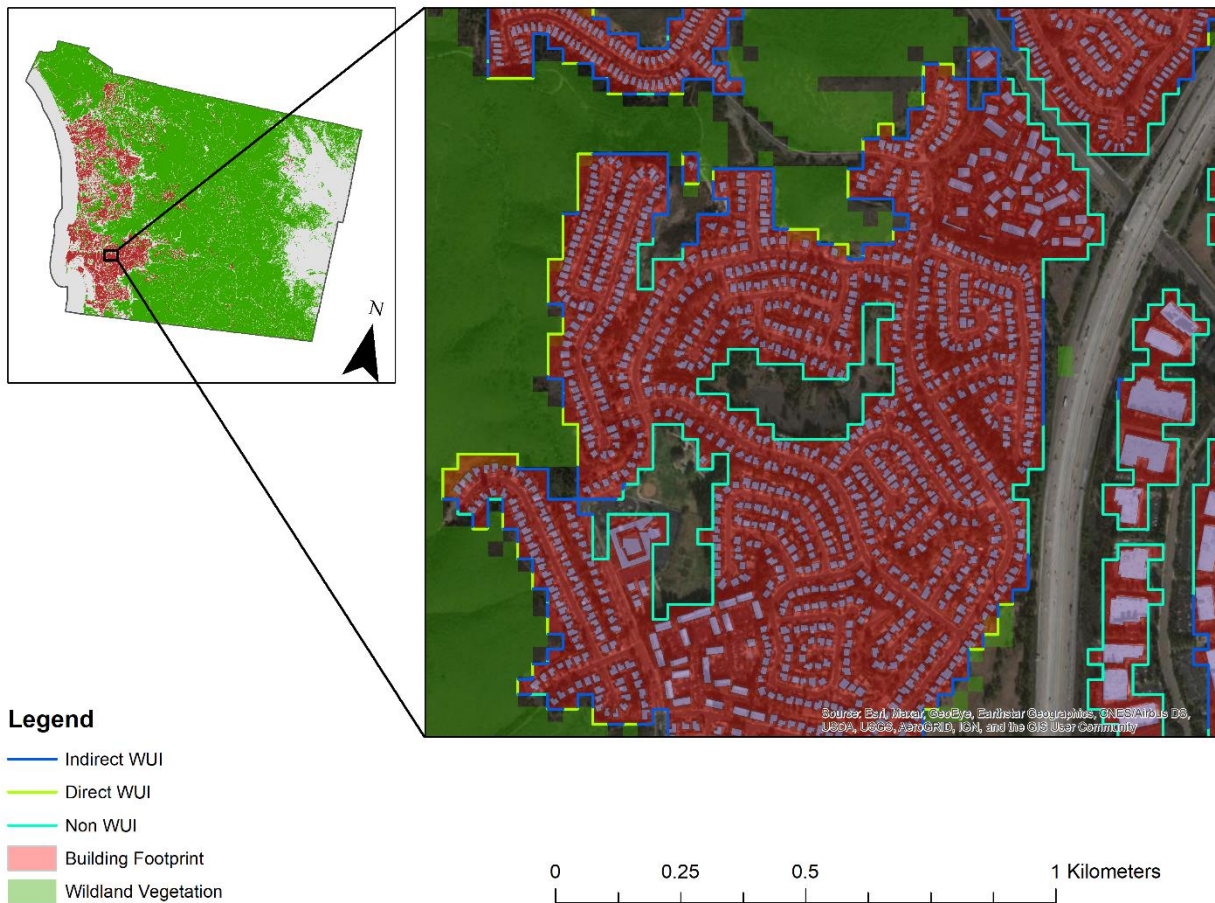 N
Source: Esri, Maxar, GeoEye, Earthstar Geographics, CNES/Airbus DS,
USDA, USGS, AeroGRID, IGN, and the GIS User Community
Legend
Indirect WUI
Direct WUI
Non WUI
Building Footprint
Wildland Vegetation
0 0.25 0.5 1 Kilometers